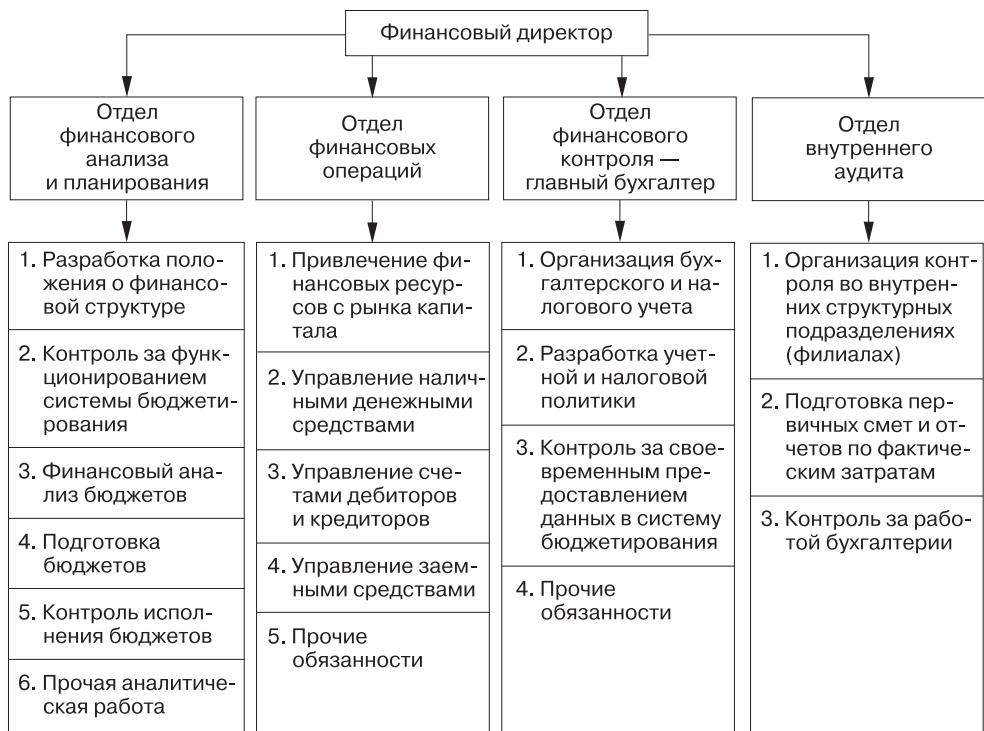 Финансовый директор
Отдел
финансового
анализа
и планирования
Отдел
финансовых
операций
Отдел
финансового
контроля —
главный бухгалтер
Отдел
внутреннего
аудита
1. Разработка поло-
жения о финансо-
вой структуре
2. Контроль за функ-
ционированием
системы бюджети-
рования
3. Финансовый ана-
лиз бюджетов
4. Подготовка
бюджетов
5. Контроль испол-
нения бюджетов
6. Прочая аналитиче-
ская работа
1. Привлечение фи-
нансовых ресур-
сов с рынка капи-
тала
2. Управление налич-
ными денежными
средствами
3. Управление сче-
тами дебиторов
и кредиторов
4. Управление заем-
ными средствами
5. Прочие
обязанности
1. Организация бух-
галтерского и на-
логового учета
2. Разработка учет-
ной и налоговой
политики
3. Контроль за свое-
временным пре-
доставлением
данных в систему
бюджетирования
4. Прочие
обязанности
1. Организация конт-
роля во внутрен-
них структурных
подразделениях
(филиалах)
2. Подготовка пер-
вичных смет и от-
четов по фактиче-
ским затратам
3. Контроль за рабо-
той бухгалтерии